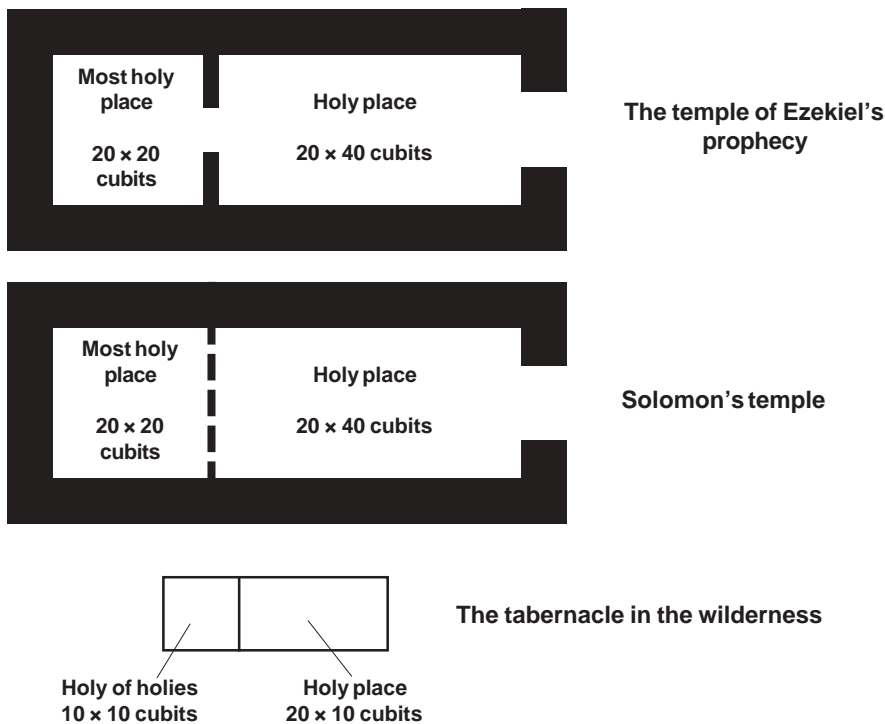 Most holy
place
20 × 20
cubits
Holy place
20 × 40 cubits
The temple of Ezekiel's
prophecy
Most holy
place
20 × 20
cubits
Holy place
20 × 40 cubits
Solomon's temple
The tabernacle in the wilderness
Holy of holies
10 × 10 cubits
Holy place
20 × 10 cubits